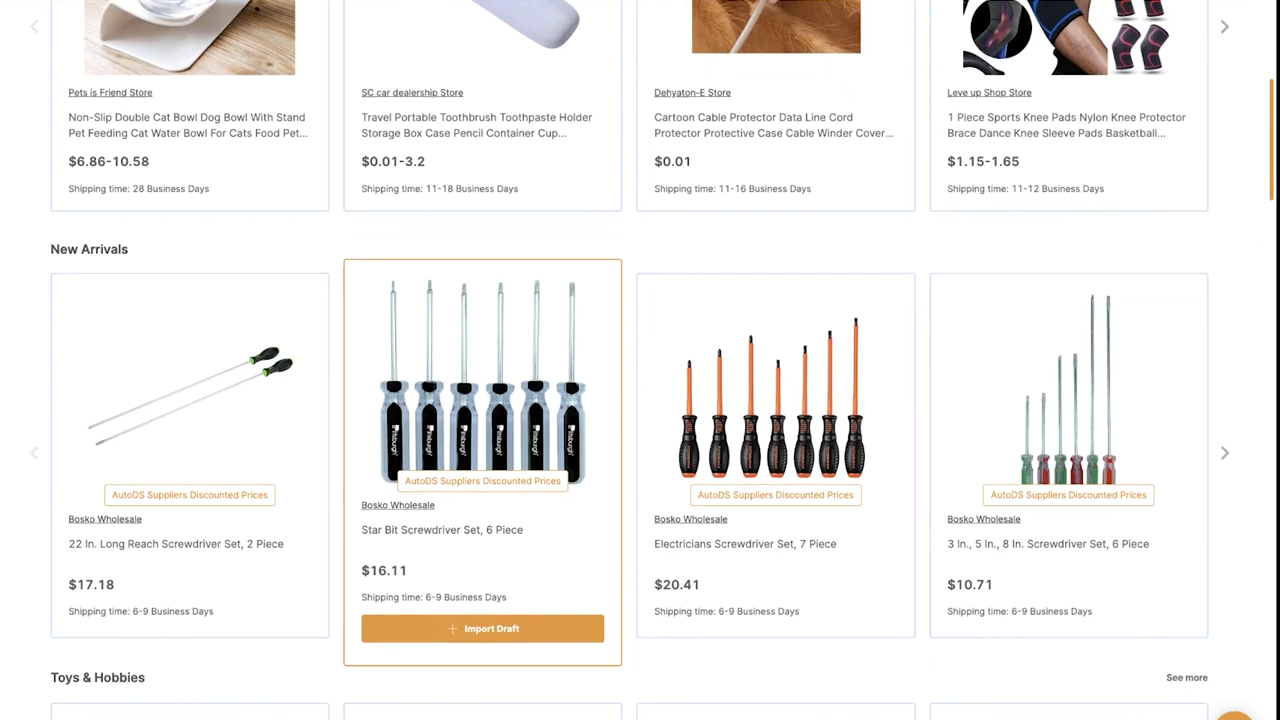 Pets is Friend Store
Non-Slip Double Cat Bowl Dog Bowl With Stand
Pet Feeding Cat Water Bowl For Cats Food Pet...
$6.86-10.58
Shipping time: 28 Business Days
SC car dealership Store
Travel Portable Toothbrush Toothpaste Holder
Storage Box Case Pencil Container Cup...
$0.01-3.2
Shipping time: 11-18 Business Days
Dehyaton-E Store
Cartoon Cable Protector Data Line Cord
Protector Protective Case Cable Winder Cover...
$0.01
Shipping time: 11-16 Business Days
Leve up Shop Store
1 Piece Sports Knee Pads Nylon Knee Protector
Brace Dance Knee Sleeve Pads Basketball...
$1.15-1.65
Shipping time: 11-12 Business Days
New Arrivals
AutoDS Suppliers Discounted Prices
Bosko Wholesale
22 In. Long Reach Screwdriver Set, 2 Piece
$17.18
Shipping time: 6-9 Business Days
AutoDS Suppliers Discounted Prices
Bosko Wholesale
Star Bit Screwdriver Set, 6 Piece
$16.11
Shipping time: 6-9 Business Days
+ Import Draft
AutoDS Suppliers Discounted Prices
Bosko Wholesale
Electricians Screwdriver Set, 7 Piece
$20.41
Shipping time: 6-9 Business Days
AutoDS Suppliers Discounted Prices
Bosko Wholesale
3 In., 5 In., 8 In. Screwdriver Set, 6 Piece
$10.71
Shipping time: 6-9 Business Days
Toys & Hobbies
See more